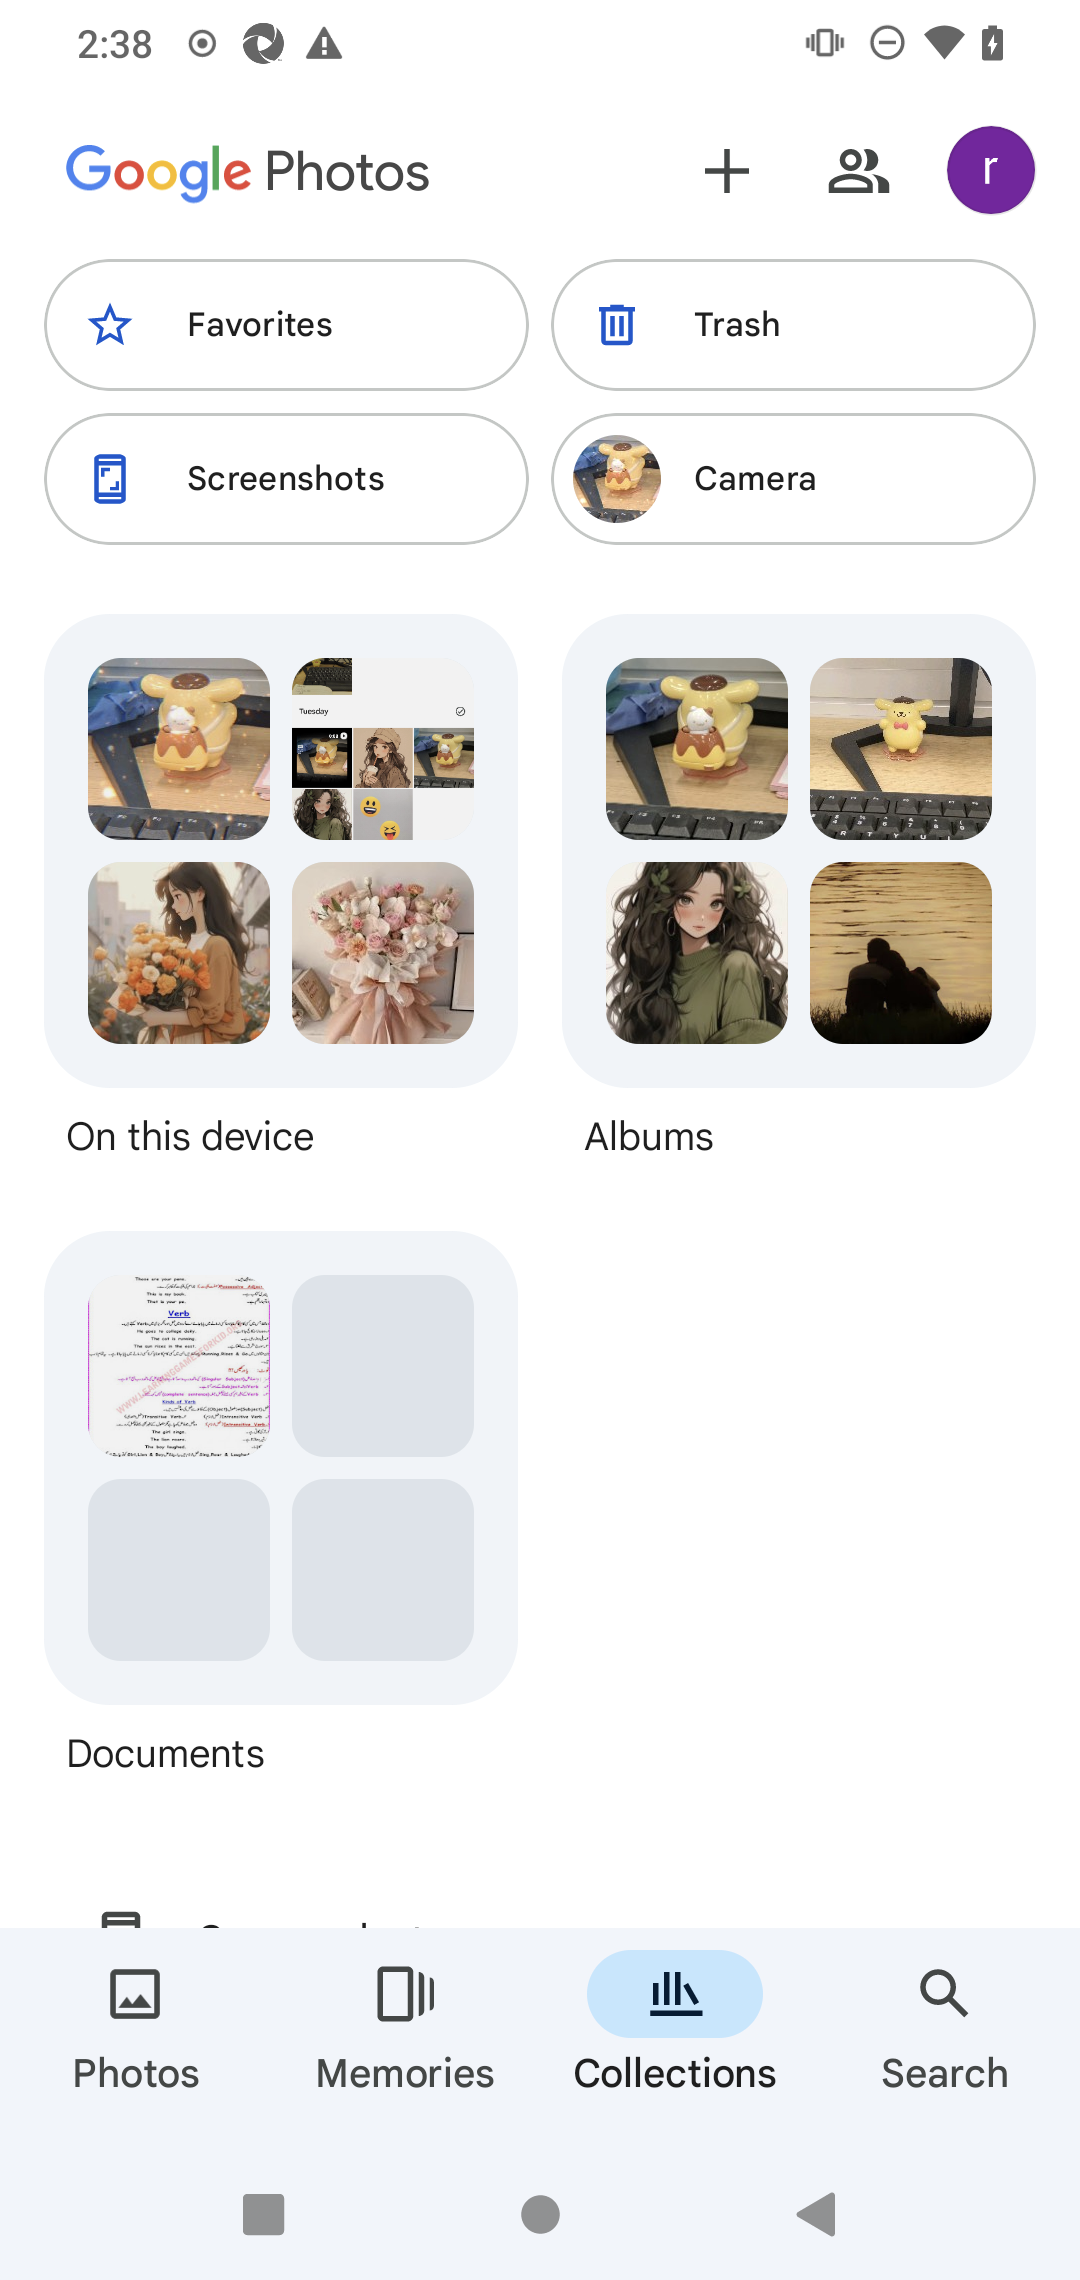 2:38
Google Photos
r
Favorites
Trash
Screenshots
Camera
Tuesday
On this device
Albums
Verb
Documents
Photos
Memories
Collections
Search